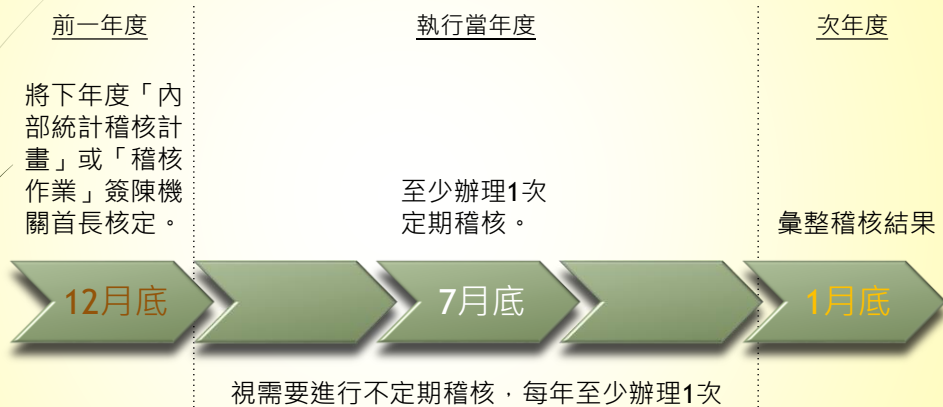 前一年度
執行當年度
次年度
將下年度「內
部統計稽核計
畫」或「稽核
作業」簽陳機
關首長核定。
至少辦理1次
定期稽核。
彙整稽核結果
12月底
7月底
1月底
視需要進行不定期稽核，每年至少辦理1次